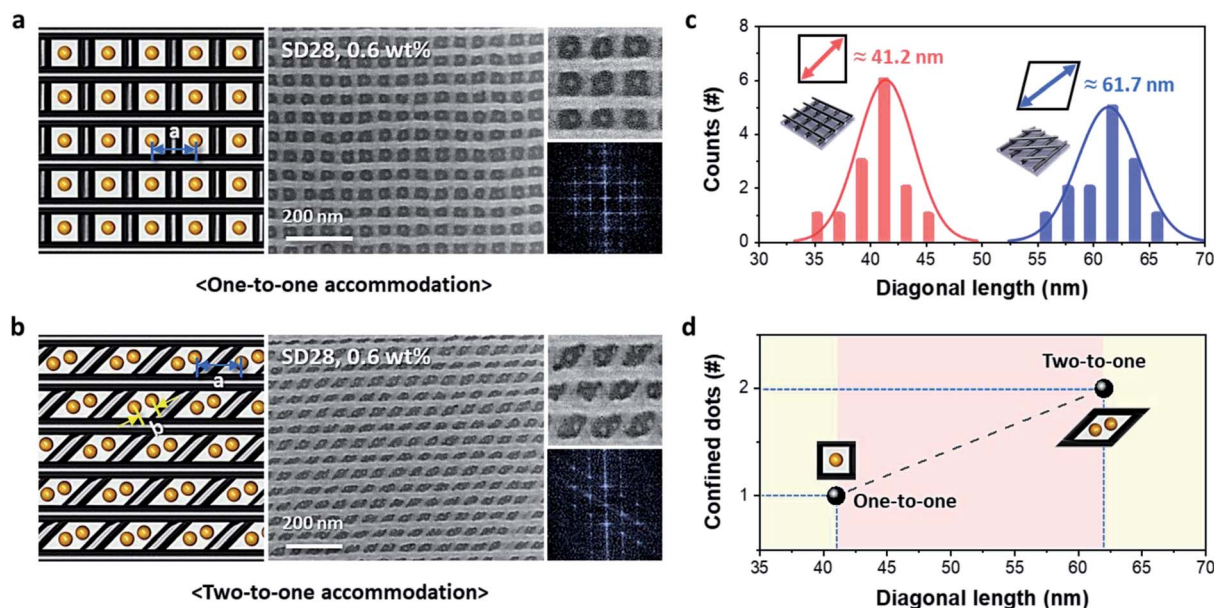 a
a
SD28, 0.6 wt%
200 nm
<One-to-one accommodation>
b
a
b
SD28, 0.6 wt%
200 nm
<Two-to-one accommodation>
c
≈ 41.2 nm
≈ 61.7 nm
Counts (#)
8
6
4
2
0
30 35 40 45 50 55 60 65 70
Diagonal length (nm)
d
Confined dots (#)
2
1
Two-to-one
One-to-one
35 40 45 50 55 60 65 70
Diagonal length (nm)